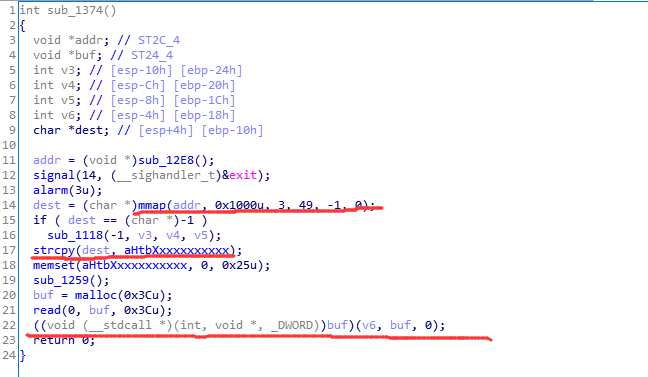 1 int sub_1374()
2 {
3 void *addr; // ST2C_4
4 void *buf; // ST24_4
5 int v3; // [esp-10h] [ebp-24h]
6 int v4; // [esp-Ch] [ebp-20h]
7 int v5; // [esp-8h] [ebp-1Ch]
8 int v6; // [esp-4h] [ebp-18h]
9 char *dest; // [esp+4h] [ebp-10h]
10
11 addr = (void *)sub_12E8();
12 signal(14, (__sighandler_t)&exit);
13 alarm(3u);
14 dest = (char *)mmap(addr, 0x1000u, 3, 49, -1, 0);
15 if ( dest == (char *)-1 )
16 sub_1118(-1, v3, v4, v5);
17 strcpy(dest, aHtbXxxxxxxxxxx);
18 memset(aHtbXxxxxxxxxxx, 0, 0x25u);
19 sub_1259();
20 buf = malloc(0x3Cu);
21 read(0, buf, 0x3Cu);
22 ((void (__stdcall *)(int, void *, _DWORD))buf)(v6, buf, 0);
23 return 0;
24 }